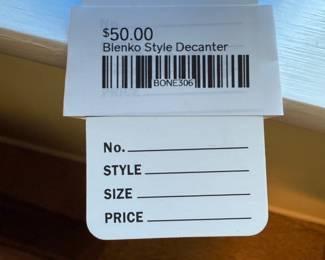 $50.00
Blenko Style Decanter
BONE306
No.
STYLE
SIZE
PRICE